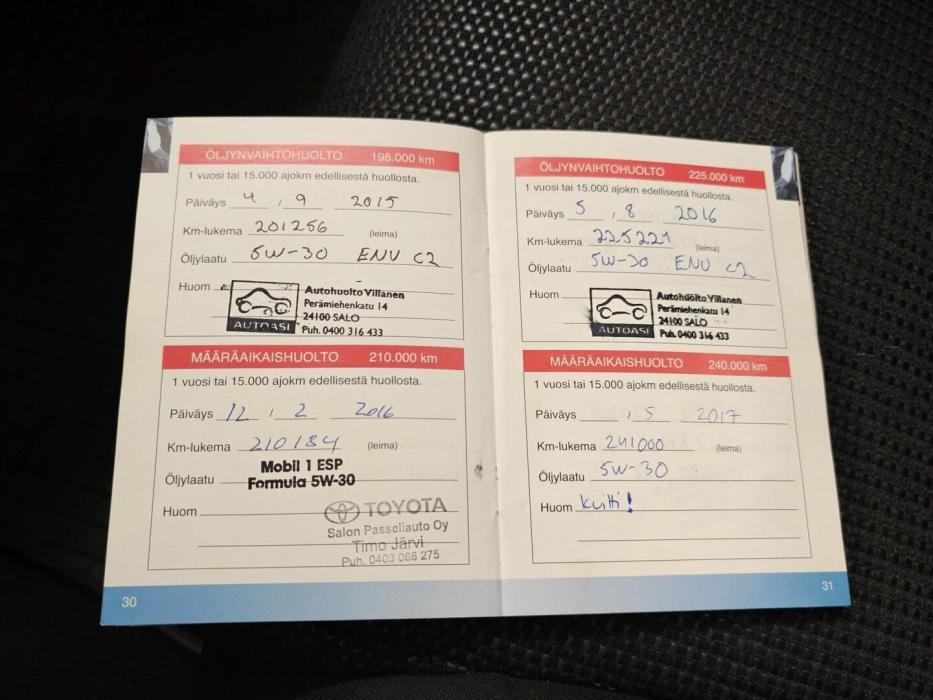 ÖLJYNVAIHTOHUOLTO 195.000 km
1 vuosi tai 15.000 ajokm edellisestä huollosta.
Päiväys 4 / 9 2015
Km-lukema 201256 (leima)
Öljylaatu 5W-30 ENV C2
Huom
AUTOASI
Autohuolto Villanen
Perämiehenkatu 14
24100 SALO
Puh. 0400 316 433
MÄÄRÄAIKAISHUOLTO 210.000 km
1 vuosi tai 15.000 ajokm edellisestä huollosta.
Päiväys 12 / 2 2016
Km-lukema 210184 (leima)
Öljylaatu Mobil 1 ESP
Formula 5W-30
Huom
TOYOTA
Salon Passeliauto Oy
Timo Järvi
Puh. 0403 066 275
30
ÖLJYNVAIHTOHUOLTO 225.000 km
1 vuosi tai 15.000 ajokm edellisestä huollosta.
Päiväys 5 / 8 2016
Km-lukema 225221 (leima)
Öljylaatu 5W-30 ENV C2
Huom
AUTOASI
Autohuolto Villanen
Perämiehenkatu 14
24100 SALO
Puh. 0400 316 433
MÄÄRÄAIKAISHUOLTO 240.000 km
1 vuosi tai 15.000 ajokm edellisestä huollosta.
Päiväys / 5 2017
Km-lukema 241000 (leima)
Öljylaatu 5W-30
Huom kuitti!
31